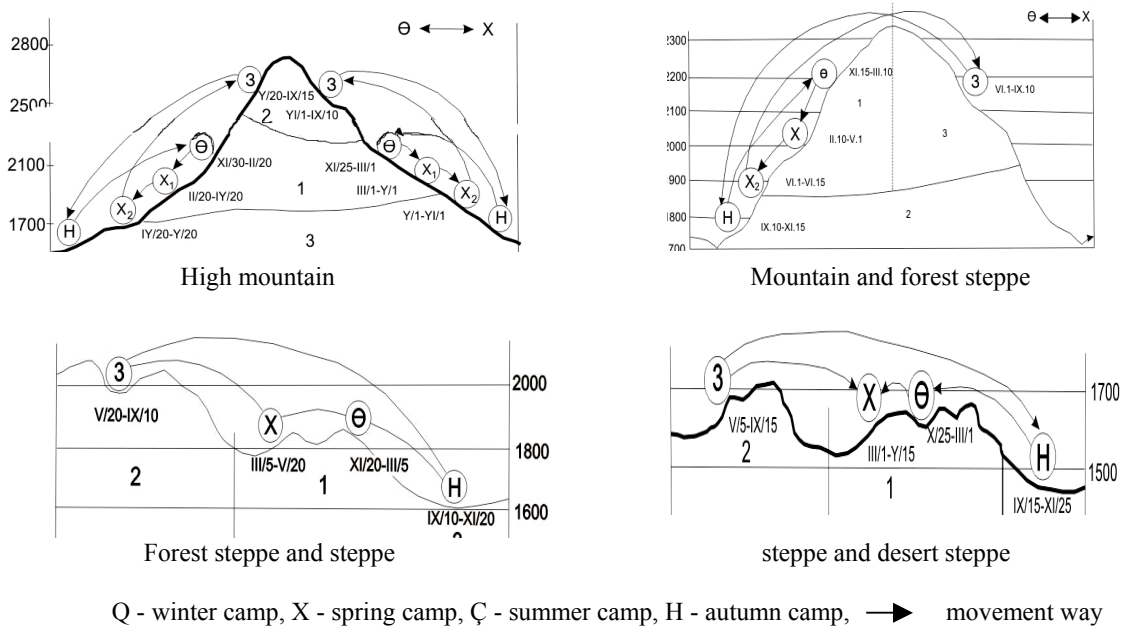 2800
2500
2100
1700
Ө X
3
3
Y/20-IX/15
YI/1-IX/10
2
Ө
Ө
XI/30-II/20
XI/25-III/1
X1
X1
II/20-IY/20
III/1-Y/1
X2
X2
1
H
H
Y/1-YI/1
IY/20-Y/20
3
High mountain
Ө X
2300
2200
2100
2000
900
800
700
Ө
XI.15-III.10
3
VI.1-IX.10
1
X
II.10-V.1
3
X2
VI.1-VI.15
H
IX.10-XI.15
2
Mountain and forest steppe
3
2000
V/20-IX/10
X
Ө
1800
III/5-V/20
XI/20-III/5
2
1
H
1600
IX/10-XI/20
Forest steppe and steppe
3
X
Ө
1700
V/5-IX/15
X/25-III/1
2
III/1-Y/15
H
1500
1
IX/15-XI/25
steppe and desert steppe
Q - winter camp, X - spring camp, Ç - summer camp, H - autumn camp, movement way